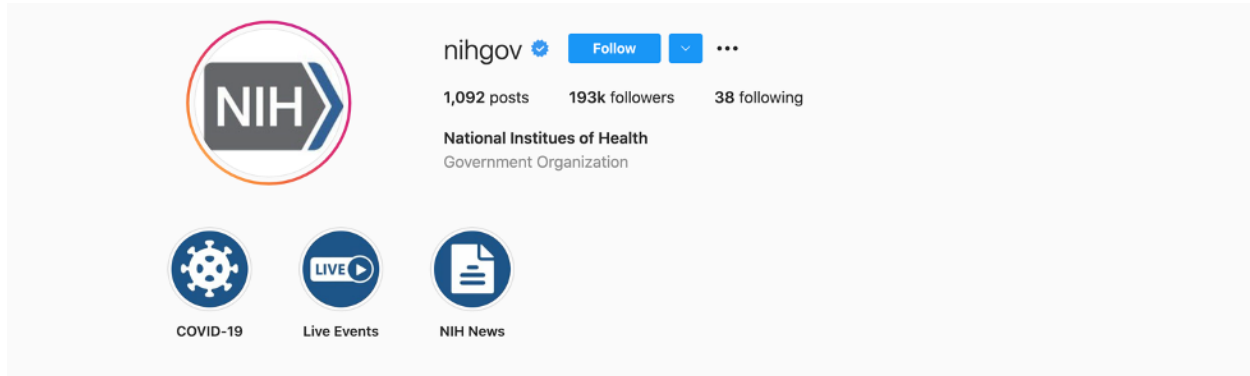 NIH
nihgov Follow
1,092 posts 193k followers 38 following
National Institues of Health
Government Organization
LIVE
COVID-19 Live Events NIH News